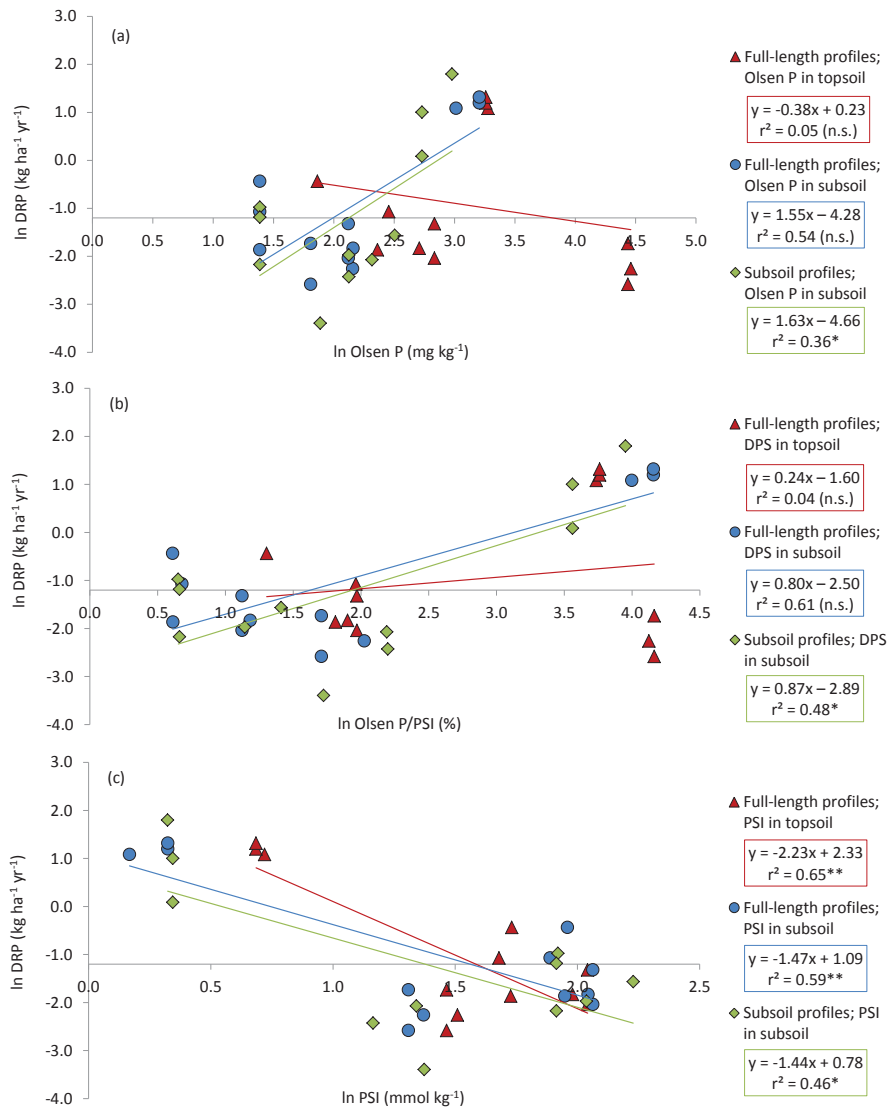 (a)
3.0
2.0
1.0
0.0
-1.0
-2.0
-3.0
-4.0
ln DRP (kg ha⁻¹ yr⁻¹)
0.0 0.5 1.0 1.5 2.0 2.5 3.0 3.5 4.0 4.5 5.0
ln Olsen P (mg kg⁻¹)
Full-length profiles;
Olsen P in topsoil
y = -0.38x + 0.23
r² = 0.05 (n.s.)
Full-length profiles;
Olsen P in subsoil
y = 1.55x – 4.28
r² = 0.54 (n.s.)
Subsoil profiles;
Olsen P in subsoil
y = 1.63x – 4.66
r² = 0.36*
(b)
3.0
2.0
1.0
0.0
-1.0
-2.0
-3.0
-4.0
ln DRP (kg ha⁻¹ yr⁻¹)
0.0 0.5 1.0 1.5 2.0 2.5 3.0 3.5 4.0 4.5
ln Olsen P/PSI (%)
Full-length profiles;
DPS in topsoil
y = 0.24x – 1.60
r² = 0.04 (n.s.)
Full-length profiles;
DPS in subsoil
y = 0.80x – 2.50
r² = 0.61 (n.s.)
Subsoil profiles; DPS
in subsoil
y = 0.87x – 2.89
r² = 0.48*
(c)
3.0
2.0
1.0
0.0
-1.0
-2.0
-3.0
-4.0
ln DRP (kg ha⁻¹ yr⁻¹)
0.0 0.5 1.0 1.5 2.0 2.5
ln PSI (mmol kg⁻¹)
Full-length profiles;
PSI in topsoil
y = -2.23x + 2.33
r² = 0.65**
Full-length profiles;
PSI in subsoil
y = -1.47x + 1.09
r² = 0.59**
Subsoil profiles; PSI
in subsoil
y = -1.44x + 0.78
r² = 0.46*